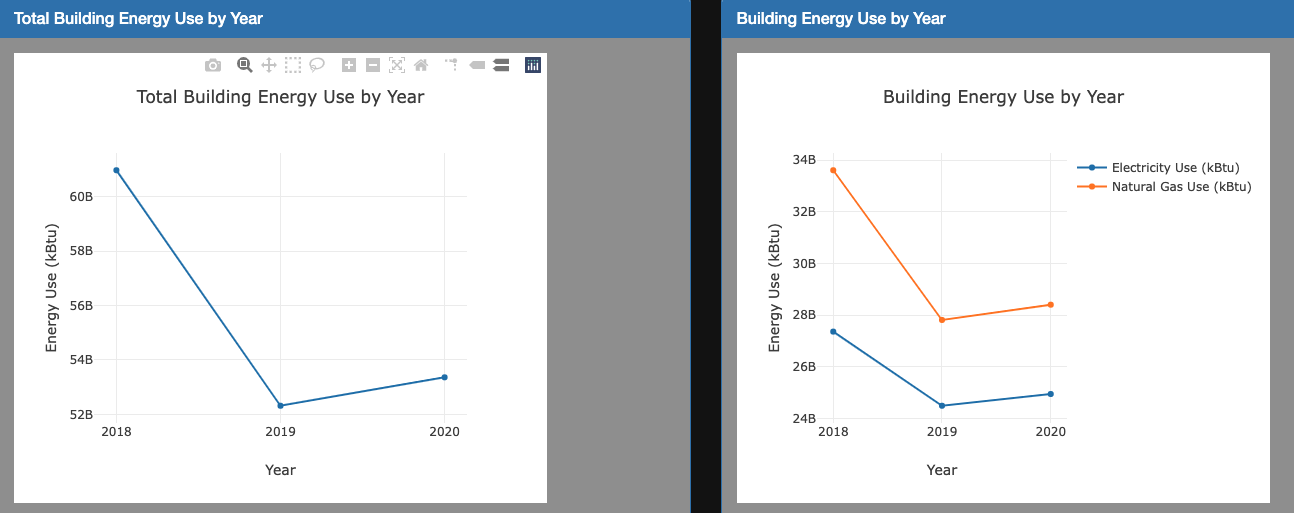 Total Building Energy Use by Year
Total Building Energy Use by Year
60B
58B
56B
54B
52B
Energy Use (kBtu)
2018 2019 2020
Year
Building Energy Use by Year
Building Energy Use by Year
34B
32B
30B
28B
26B
24B
Energy Use (kBtu)
2018 2019 2020
Year
Electricity Use (kBtu)
Natural Gas Use (kBtu)